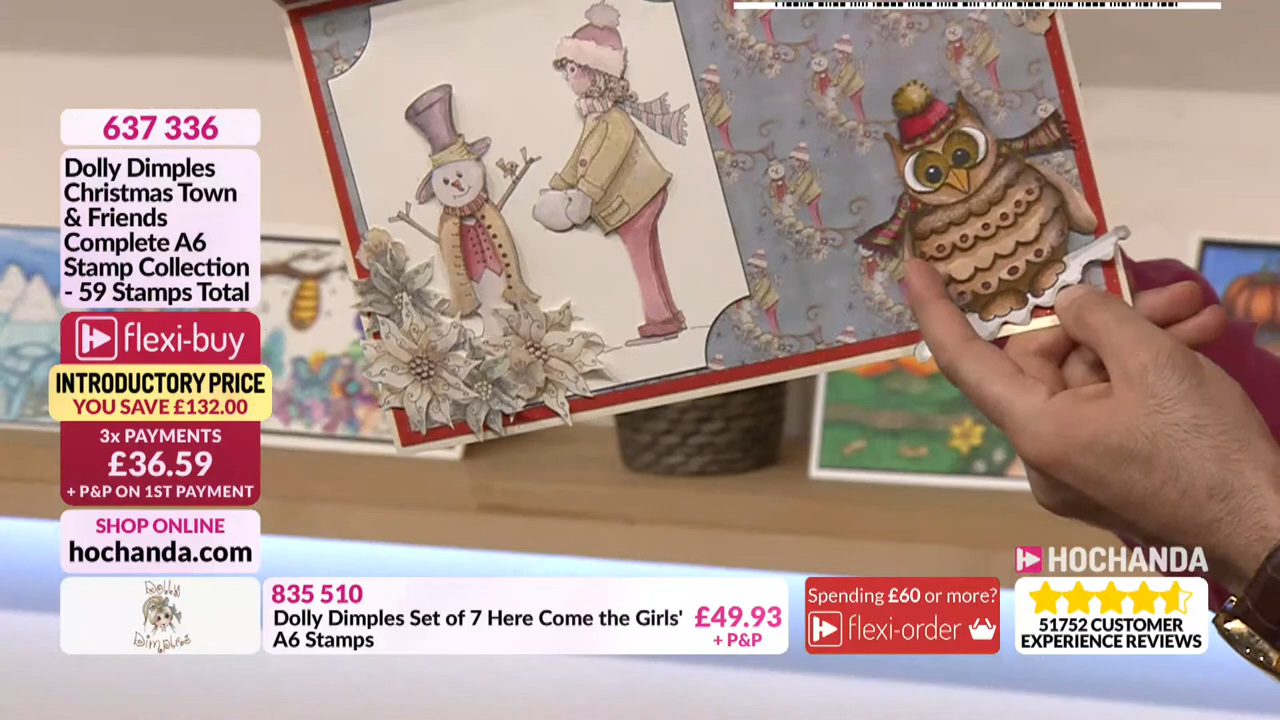 637 336
Dolly Dimples
Christmas Town
& Friends
Complete A6
Stamp Collection
- 59 Stamps Total
flexi-buy
INTRODUCTORY PRICE
YOU SAVE £132.00
3x PAYMENTS
£36.59
+ P&P ON 1ST PAYMENT
SHOP ONLINE
hochanda.com
Dolly
Dimples
835 510
Dolly Dimples Set of 7 Here Come the Girls'
A6 Stamps
£49.93
+ P&P
Spending £60 or more?
flexi-order
HOCHANDA
51752 CUSTOMER
EXPERIENCE REVIEWS